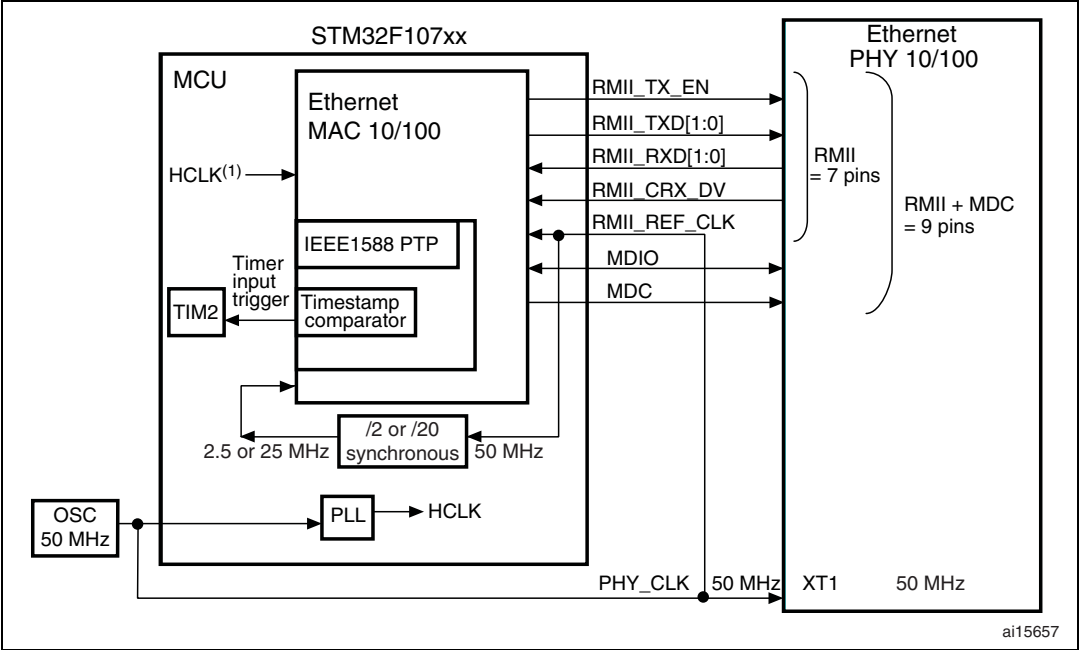 STM32F107xx
Ethernet
PHY 10/100
MCU
Ethernet
MAC 10/100
HCLK(1)
IEEE1588 PTP
Timer
input
trigger
TIM2
Timestamp
comparator
/2 or /20
synchronous
2.5 or 25 MHz
50 MHz
OSC
50 MHz
PLL
HCLK
RMII_TX_EN
RMII_TXD[1:0]
RMII_RXD[1:0]
RMII_CRX_DV
RMII_REF_CLK
MDIO
MDC
RMII
= 7 pins
RMII + MDC
= 9 pins
PHY_CLK 50 MHz
XT1
50 MHz
ai15657